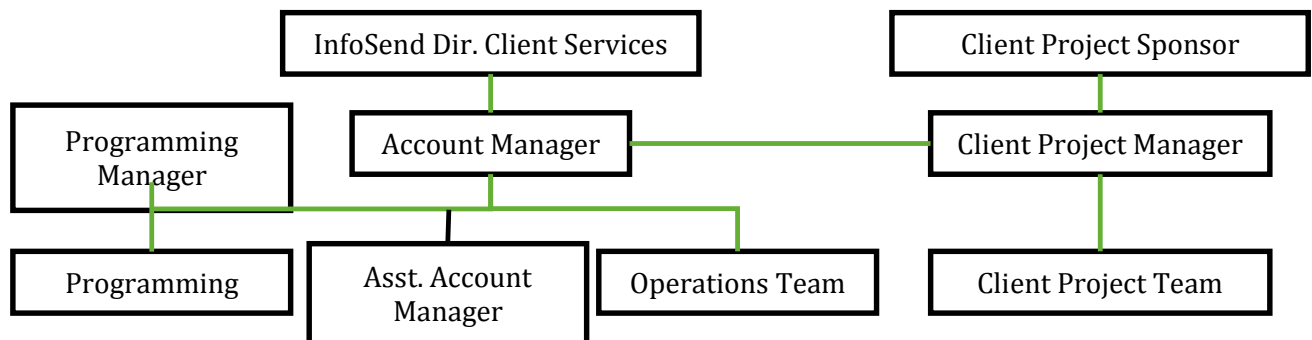 InfoSend Dir. Client Services
Client Project Sponsor
Programming
Manager
Account Manager
Client Project Manager
Programming
Asst. Account
Manager
Operations Team
Client Project Team